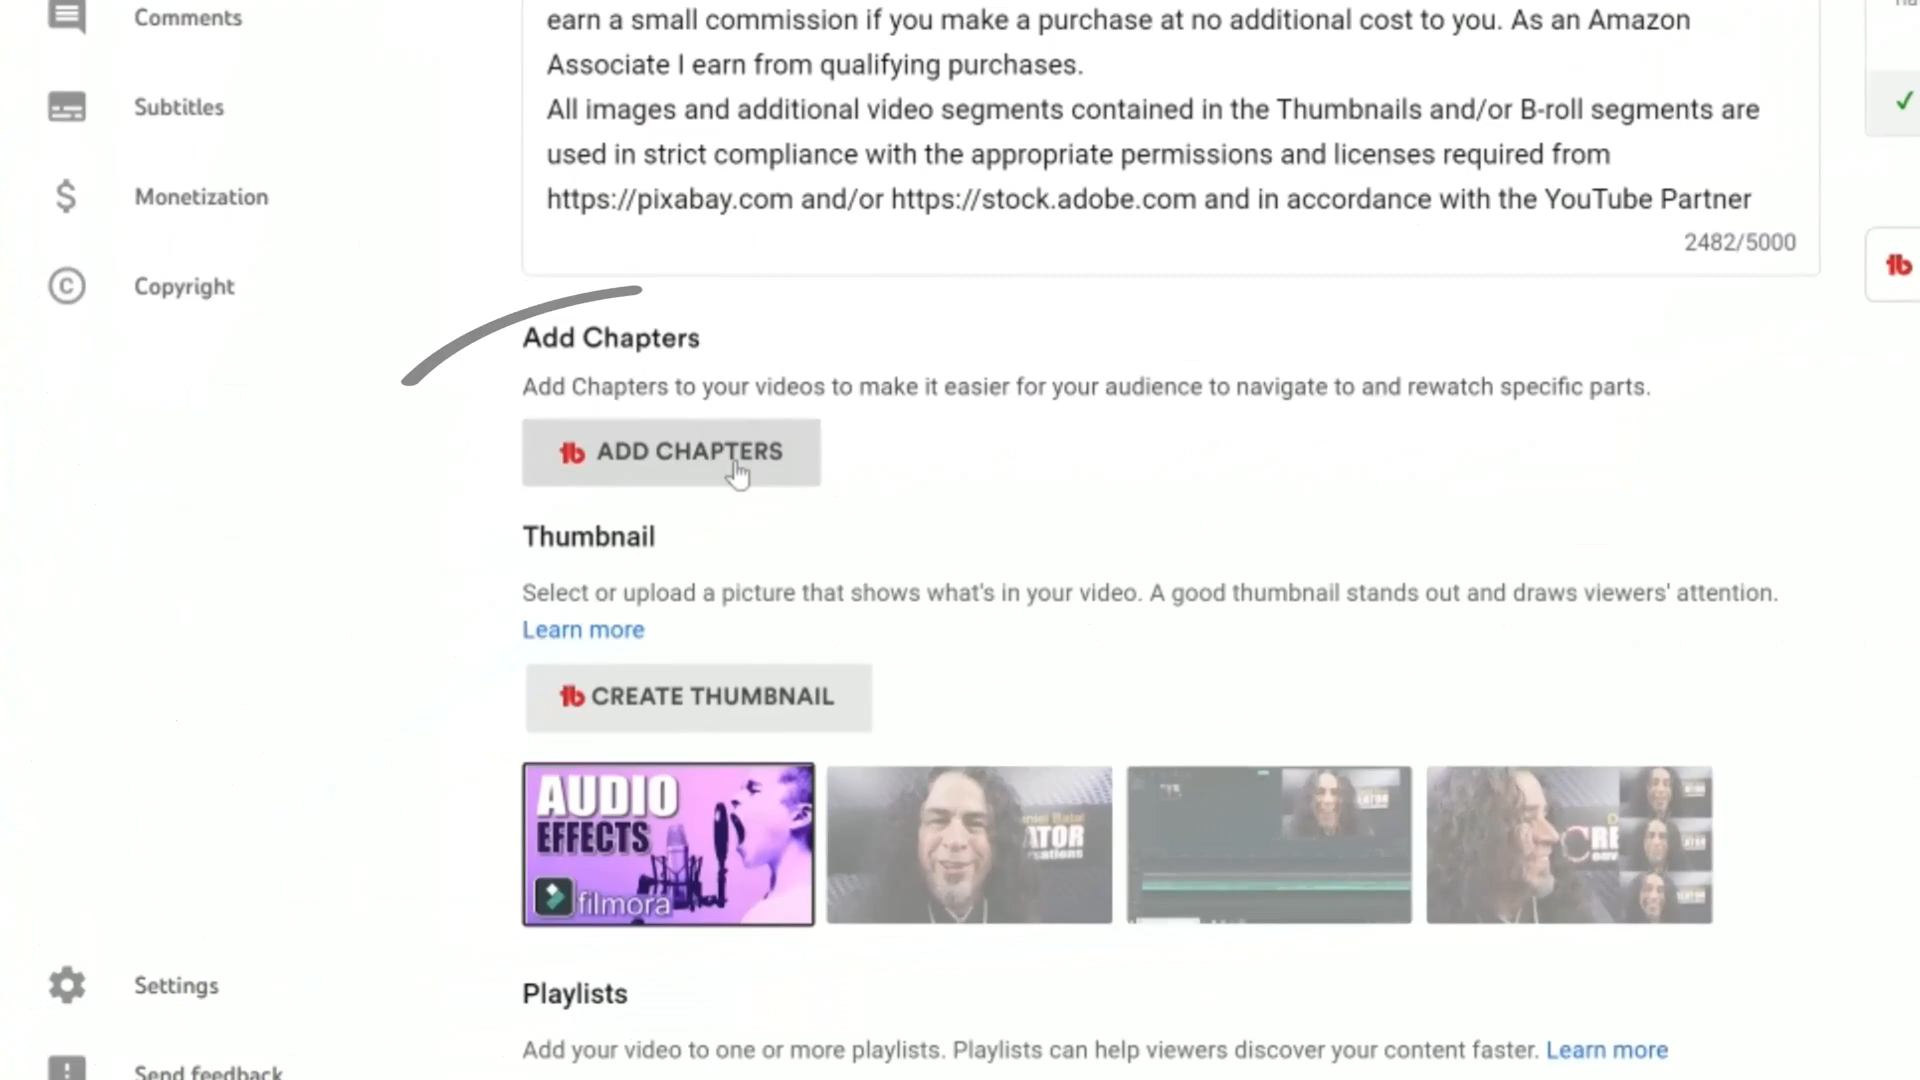 Comments
Subtitles
Monetization
Copyright
Settings
Send feedback
earn a small commission if you make a purchase at no additional cost to you. As an Amazon
Associate I earn from qualifying purchases.
All images and additional video segments contained in the Thumbnails and/or B-roll segments are
used in strict compliance with the appropriate permissions and licenses required from
https://pixabay.com and/or https://stock.adobe.com and in accordance with the YouTube Partner
2482/5000
Add Chapters
Add Chapters to your videos to make it easier for your audience to navigate to and rewatch specific parts.
ADD CHAPTERS
Thumbnail
Select or upload a picture that shows what's in your video. A good thumbnail stands out and draws viewers' attention.
Learn more
CREATE THUMBNAIL
AUDIO
EFFECTS
filmora
Playlists
Add your video to one or more playlists. Playlists can help viewers discover your content faster. Learn more